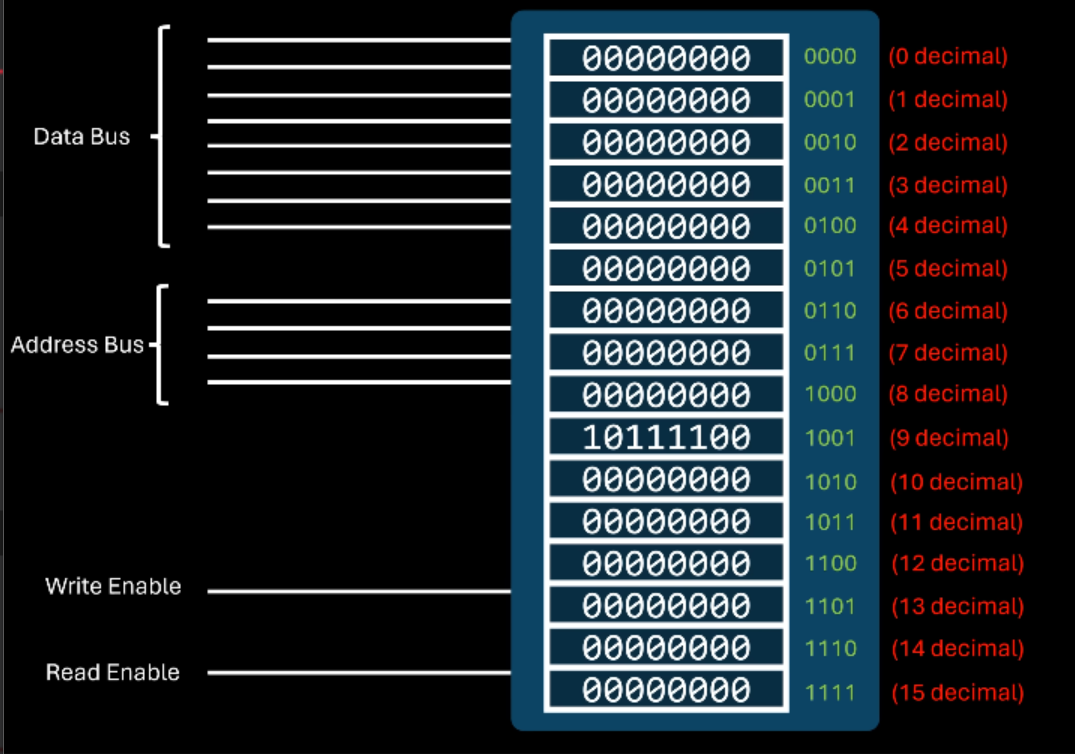 00000000 0000 (0 decimal)
00000000 0001 (1 decimal)
Data Bus 00000000 0010 (2 decimal)
00000000 0011 (3 decimal)
00000000 0100 (4 decimal)
00000000 0101 (5 decimal)
00000000 0110 (6 decimal)
Address Bus 00000000 0111 (7 decimal)
00000000 1000 (8 decimal)
10111100 1001 (9 decimal)
00000000 1010 (10 decimal)
00000000 1011 (11 decimal)
00000000 1100 (12 decimal)
Write Enable 00000000 1101 (13 decimal)
00000000 1110 (14 decimal)
Read Enable 00000000 1111 (15 decimal)